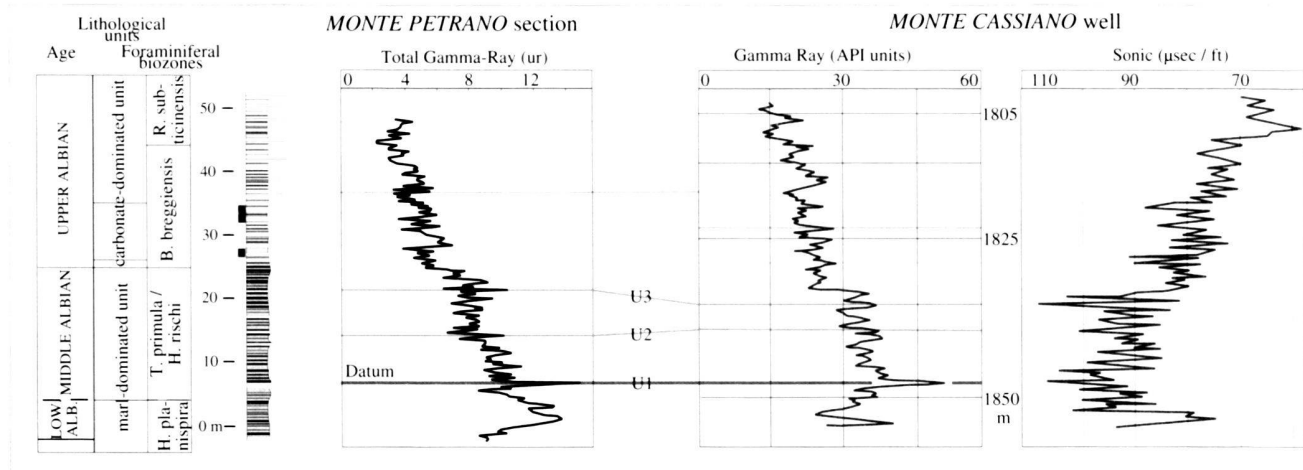 Lithological
units
Age
Foraminiferal
biozones
MONTE PETRANO section
MONTE CASSIANO well
Total Gamma-Ray (ur)
Gamma Ray (API units)
Sonic (µsec / ft)
0 4 8 12
0 30 60
110 90 70
UPPER ALBIAN
MIDDLE ALBIAN
LOW.
ALB.
carbonate-dominated unit
marl-dominated unit
R. sub-
ticinensis
B. breggiensis
T. primula /
H. rischi
H. pla-
nispira
50
40
30
20
10
0 m
Datum
U3
U2
U1
1805
1825
1850
m